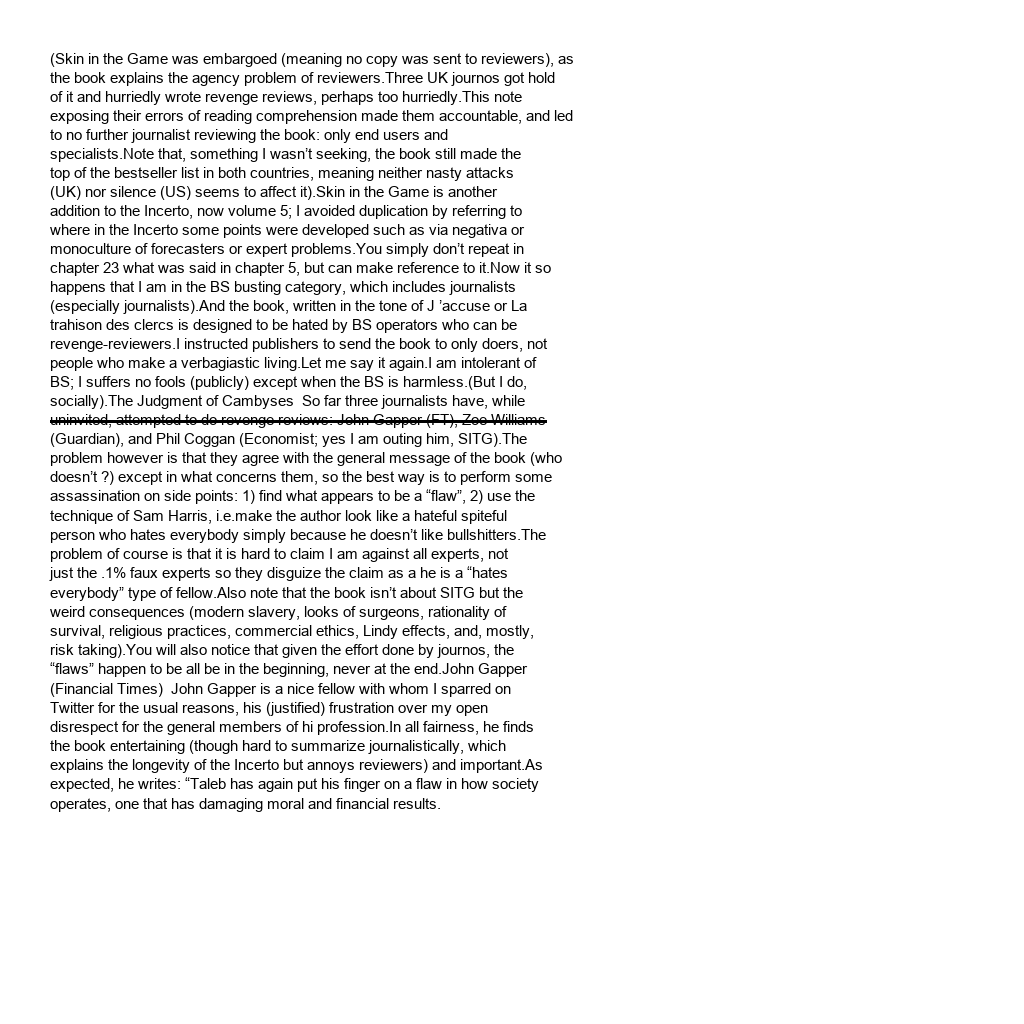 (Skin in the Game was embargoed (meaning no copy was sent to reviewers), as
the book explains the agency problem of reviewers.Three UK journos got hold
of it and hurriedly wrote revenge reviews, perhaps too hurriedly.This note
exposing their errors of reading comprehension made them accountable, and led
to no further journalist reviewing the book: only end users and
specialists.Note that, something I wasn’t seeking, the book still made the
top of the bestseller list in both countries, meaning neither nasty attacks
(UK) nor silence (US) seems to affect it).Skin in the Game is another
addition to the Incerto, now volume 5; I avoided duplication by referring to
where in the Incerto some points were developed such as via negativa or
monoculture of forecasters or expert problems.You simply don’t repeat in
chapter 23 what was said in chapter 5, but can make reference to it.Now it so
happens that I am in the BS busting category, which includes journalists
(especially journalists).And the book, written in the tone of J ’accuse or La
trahison des clercs is designed to be hated by BS operators who can be
revenge-reviewers.I instructed publishers to send the book to only doers, not
people who make a verbagiastic living.Let me say it again.I am intolerant of
BS; I suffers no fools (publicly) except when the BS is harmless.(But I do,
socially).The Judgment of Cambyses  So far three journalists have, while
uninvited, attempted to do revenge reviews: John Gapper (FT), Zoe Williams
(Guardian), and Phil Coggan (Economist; yes I am outing him, SITG).The
problem however is that they agree with the general message of the book (who
doesn’t ?) except in what concerns them, so the best way is to perform some
assassination on side points: 1) find what appears to be a “flaw”, 2) use the
technique of Sam Harris, i.e.make the author look like a hateful spiteful
person who hates everybody simply because he doesn’t like bullshitters.The
problem of course is that it is hard to claim I am against all experts, not
just the .1% faux experts so they disguize the claim as a he is a “hates
everybody” type of fellow.Also note that the book isn’t about SITG but the
weird consequences (modern slavery, looks of surgeons, rationality of
survival, religious practices, commercial ethics, Lindy effects, and, mostly,
risk taking).You will also notice that given the effort done by journos, the
“flaws” happen to be all be in the beginning, never at the end.John Gapper
(Financial Times)  John Gapper is a nice fellow with whom I sparred on
Twitter for the usual reasons, his (justified) frustration over my open
disrespect for the general members of hi profession.In all fairness, he finds
the book entertaining (though hard to summarize journalistically, which
explains the longevity of the Incerto but annoys reviewers) and important.As
expected, he writes: “Taleb has again put his finger on a flaw in how society
operates, one that has damaging moral and financial results.